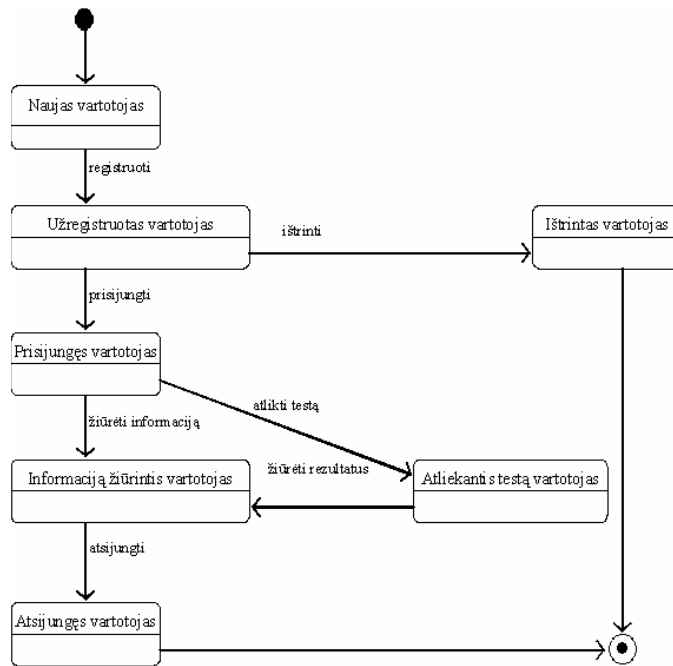 Naujas vartotojas
registruoti
Užregistruotas vartotojas
ištrinti
Ištrintas vartotojas
prisijungti
Prisijungęs vartotojas
atlikti testą
žiūrėti informaciją
Informaciją žiūrintis vartotojas
žiūrėti rezultatus
Atliekantis testą vartotojas
atsijungti
Atsijungęs vartotojas